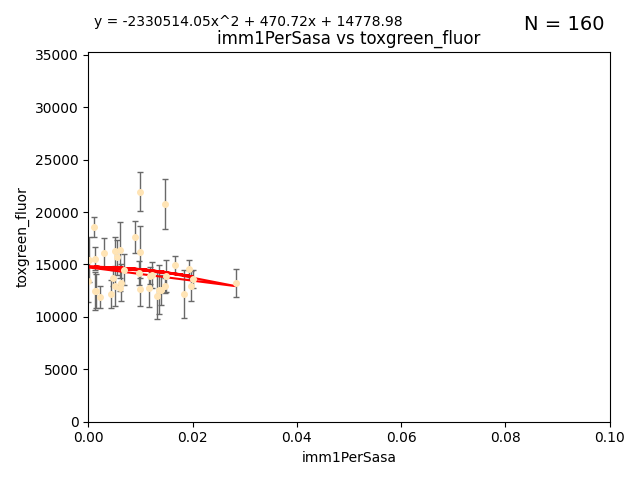 y = -2330514.05x^2 + 470.72x + 14778.98
N = 160
imm1PerSasa vs toxgreen_fluor
35000
30000
25000
20000
15000
10000
5000
0
toxgreen_fluor
0.00 0.02 0.04 0.06 0.08 0.10
imm1PerSasa